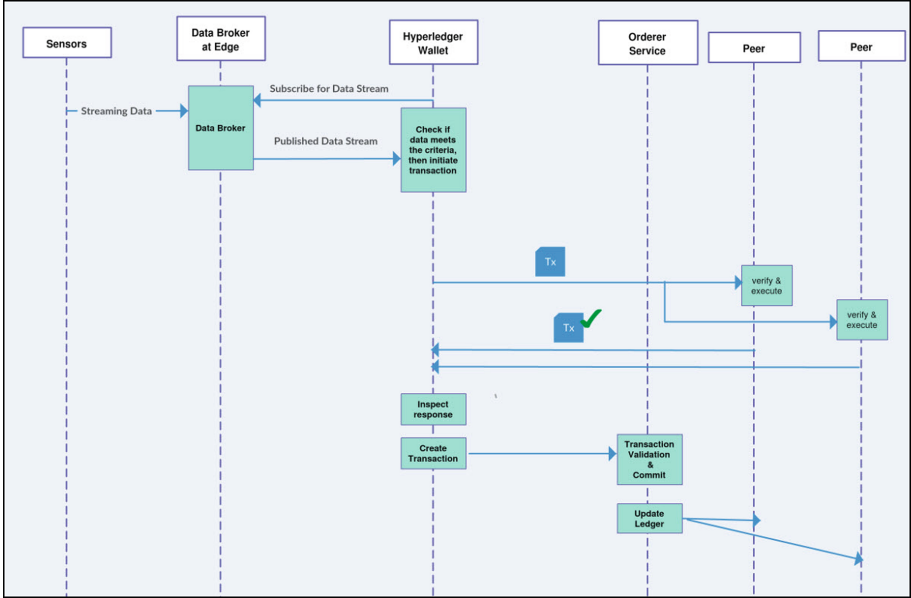 Sensors
Data Broker
at Edge
Hyperledger
Wallet
Orderer
Service
Peer
Peer
Subscribe for Data Stream
Streaming Data
Data Broker
Published Data Stream
Check if
data meets
the criteria,
then initiate
transaction
Tx
verify &
execute
verify &
execute
Tx
Inspect
response
Create
Transaction
Transaction
Validation
&
Commit
Update
Ledger